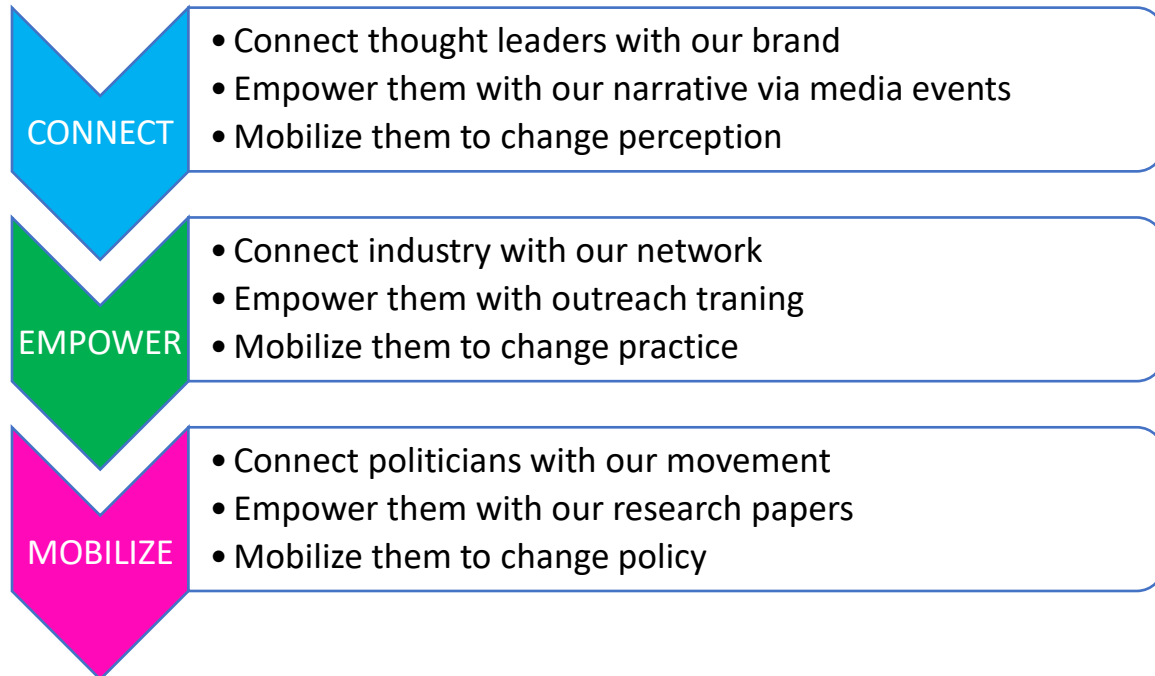 CONNECT
• Connect thought leaders with our brand
• Empower them with our narrative via media events
• Mobilize them to change perception
EMPOWER
• Connect industry with our network
• Empower them with outreach traning
• Mobilize them to change practice
MOBILIZE
• Connect politicians with our movement
• Empower them with our research papers
• Mobilize them to change policy